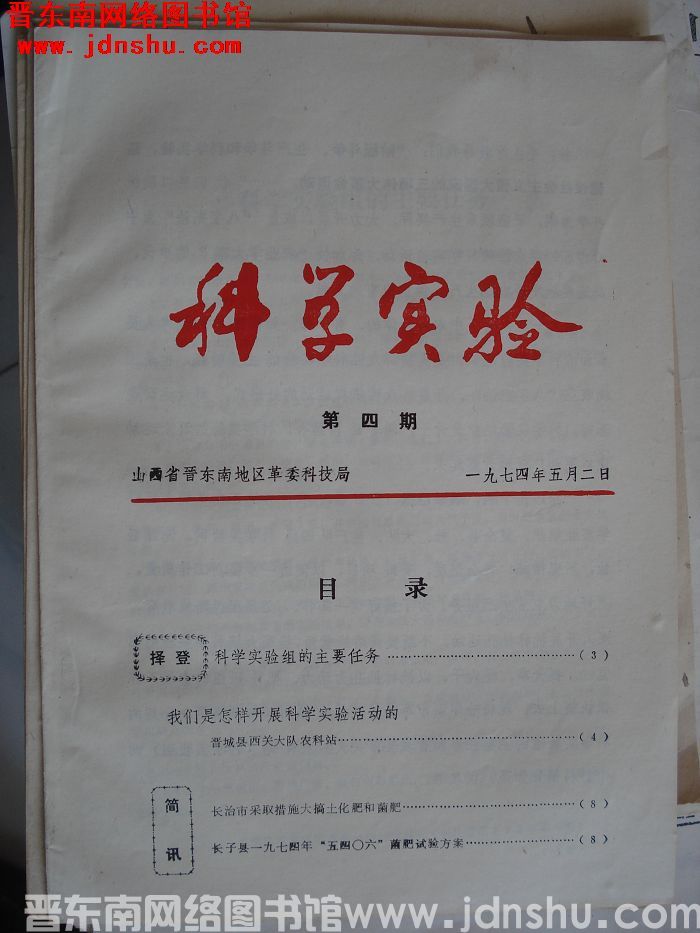 晋东南网络图书馆
www.jdnshu.com
科学实验
第四期
山西省晋东南地区革委科技局 一九七四年五月二日
目录
择登 科学实验组的主要任务……(3)
我们是怎样开展科学实验活动的
晋城县西关大队农科站……(4)
简讯
长治市采取措施大搞土化肥和菌肥……(8)
长子县一九七四年“五四〇六”菌肥试验方案……(8)
晋东南网络图书馆 www.jdnshu.com